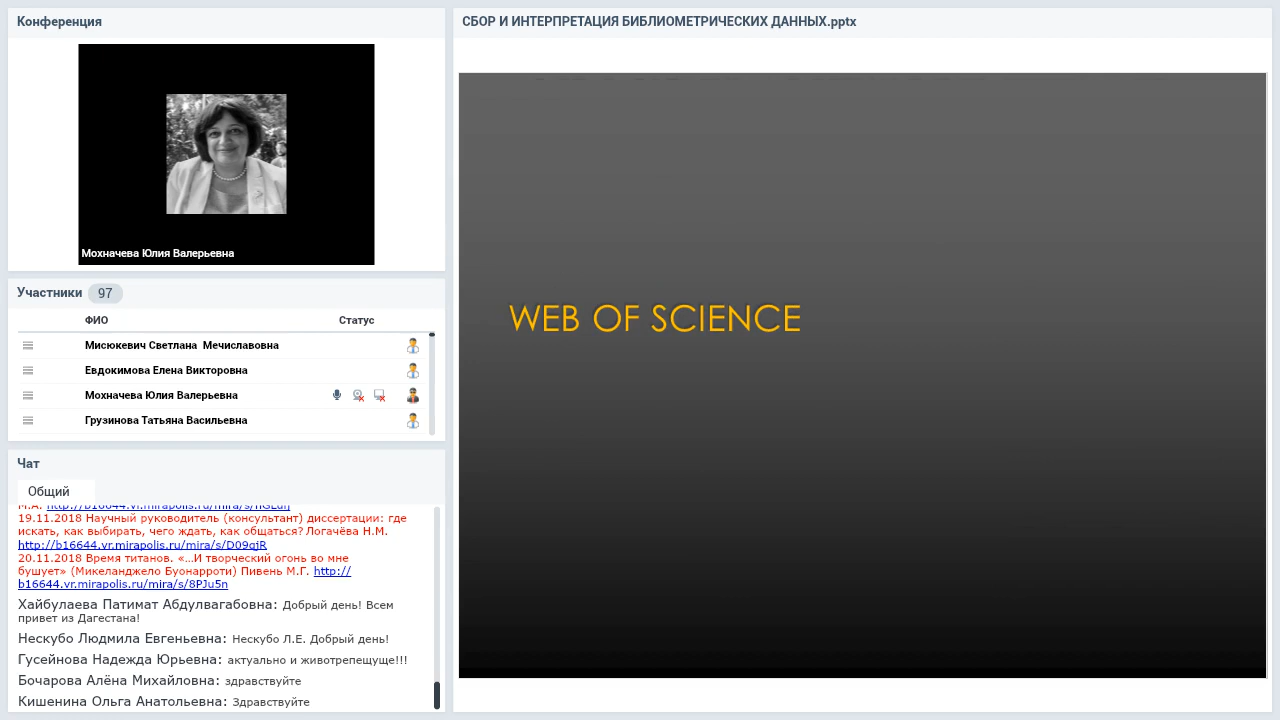 Конференция
Мохначева Юлия Валерьевна
Участники 97
ФИО Статус
Мисюкевич Светлана Мечиславовна
Евдокимова Елена Викторовна
Мохначева Юлия Валерьевна
Грузинова Татьяна Васильевна
Чат
Общий
19.11.2018 Научный руководитель (консультант) диссертации: где
искать, как выбирать, чего ждать, как общаться? Логачёва Н.М.
http://b16644.vr.mirapolis.ru/mira/s/D09qjR
20.11.2018 Время титанов. «...И творческий огонь во мне
бушует» (Микеланджело Буонарроти) Пивень М.Г. http://
b16644.vr.mirapolis.ru/mira/s/8PJu5n
Хайбулаева Патимат Абдулвагабовна: Добрый день! Всем
привет из Дагестана!
Нескубо Людмила Евгеньевна: Нескубо Л.Е. Добрый день!
Гусейнова Надежда Юрьевна: актуально и животрепещуще!!!
Бочарова Алёна Михайловна: здравствуйте
Кишенина Ольга Анатольевна: Здравствуйте
СБОР И ИНТЕРПРЕТАЦИЯ БИБЛИОМЕТРИЧЕСКИХ ДАННЫХ.pptx
WEB OF SCIENCE